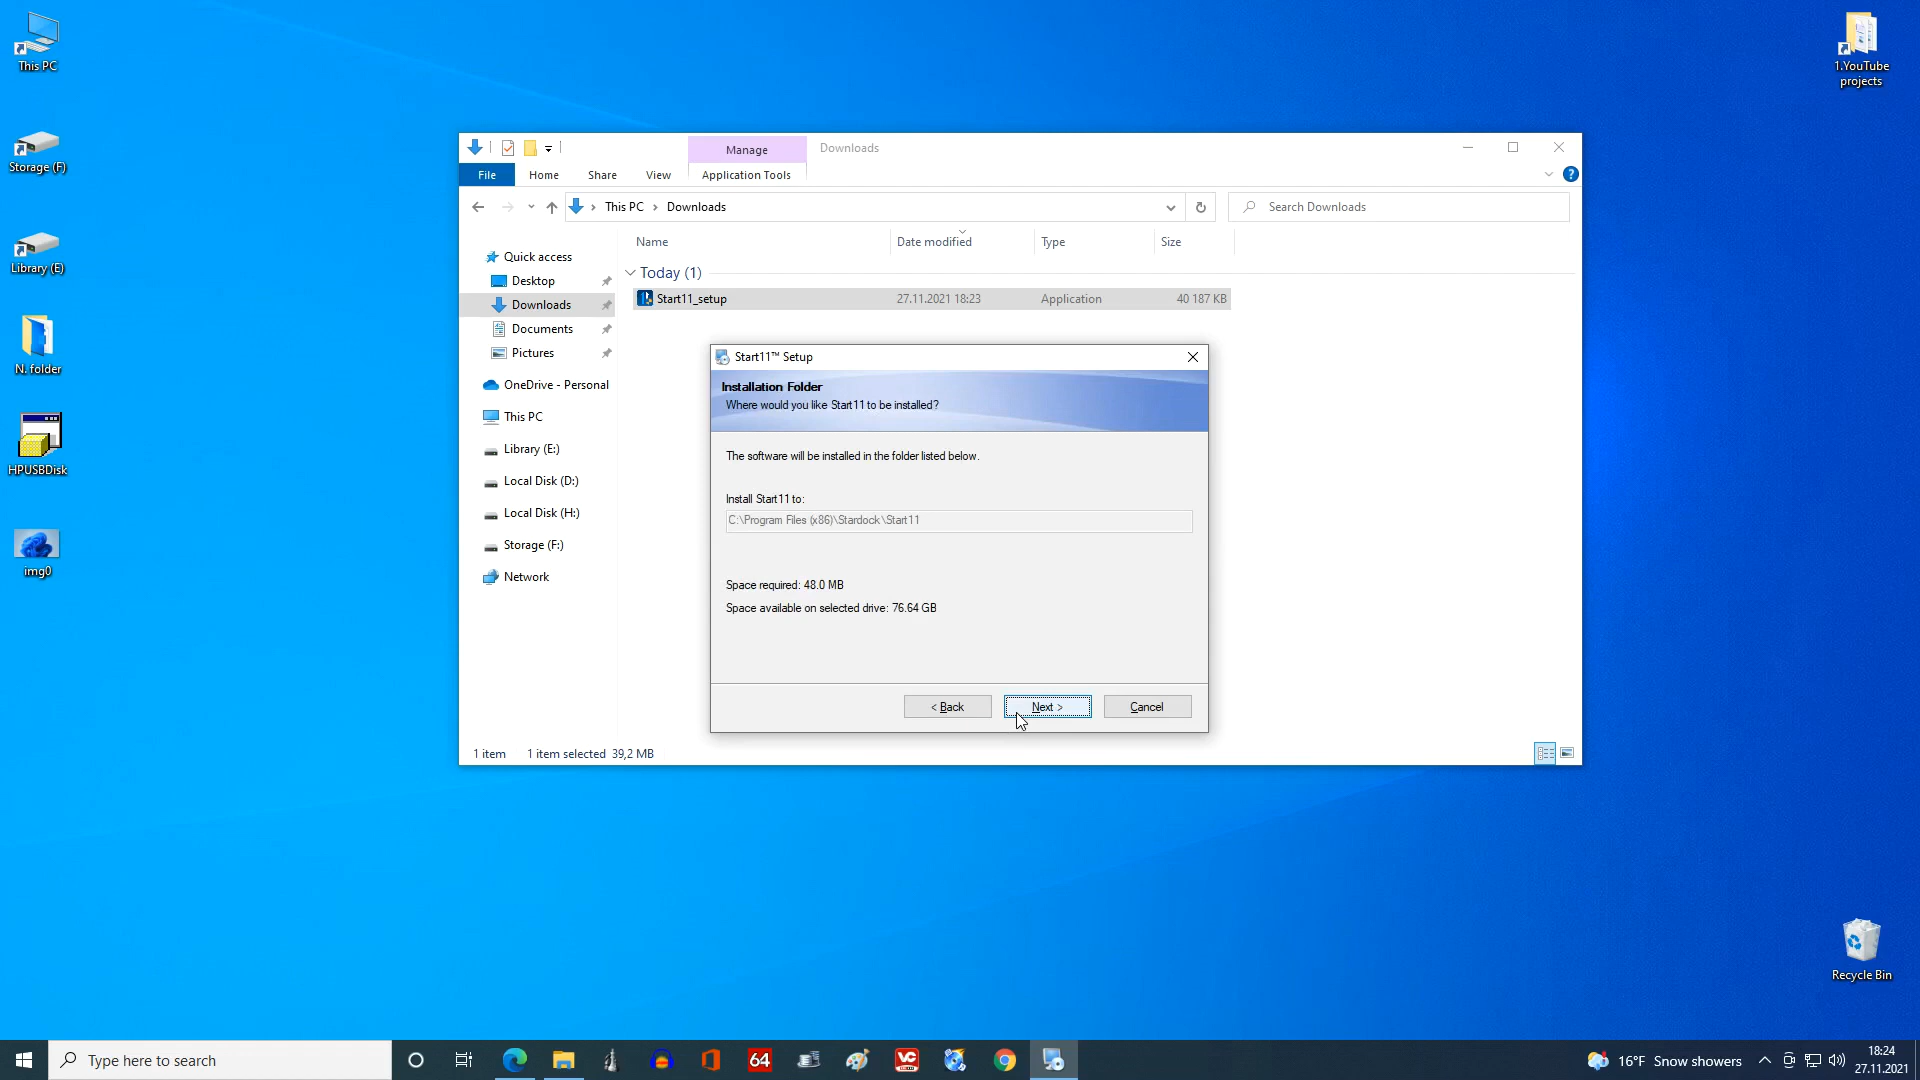 This PC
Storage (F)
Library (E)
N. folder
HPUSBDisk
img0
1.YouTube
projects
Recycle Bin
Manage
Downloads
File
Home
Share
View
Application Tools
?
This PC
Downloads
Search Downloads
Name
Date modified
Type
Size
Quick access
Desktop
Downloads
Documents
Pictures
OneDrive - Personal
This PC
Library (E:)
Local Disk (D:)
Local Disk (H:)
Storage (F:)
Network
Today (1)
Start11_setup
27.11.2021 18:23
Application
40 187 KB
Start11™ Setup
Installation Folder
Where would you like Start11 to be installed?
The software will be installed in the folder listed below.
Install Start11 to:
C:\Program Files (x86)\Stardock\Start11
Space required: 48.0 MB
Space available on selected drive: 76.64 GB
< Back
Next >
Cancel
1 item
1 item selected 39,2 MB
Type here to search
64
VC
16°F Snow showers
18:24
27.11.2021